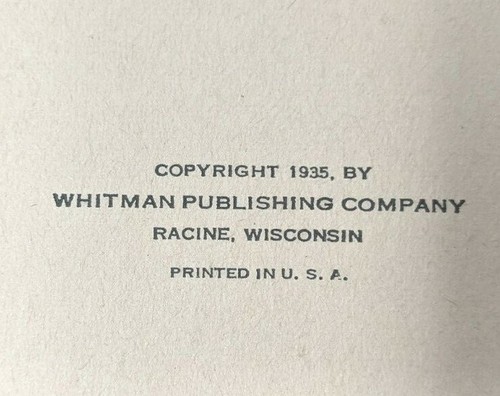 COPYRIGHT 1935, BY
WHITMAN PUBLISHING COMPANY
RACINE, WISCONSIN
PRINTED IN U. S. A.